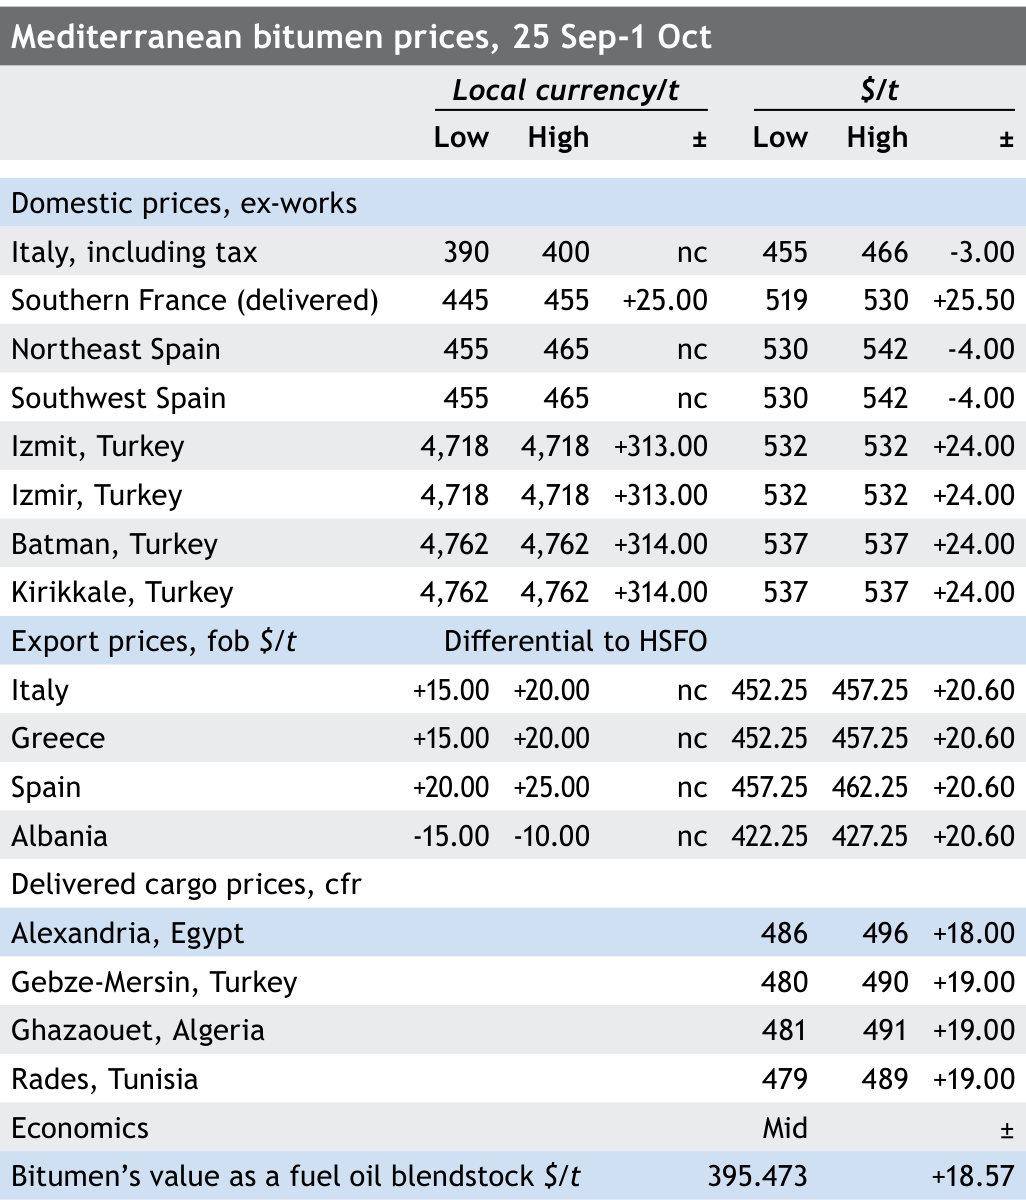 Mediterranean bitumen prices, 25 Sep-1 Oct
Local currency/t $/t
Low High ± Low High ±
Domestic prices, ex-works
Italy, including tax 390 400 nc 455 466 -3.00
Southern France (delivered) 445 455 +25.00 519 530 +25.50
Northeast Spain 455 465 nc 530 542 -4.00
Southwest Spain 455 465 nc 530 542 -4.00
Izmit, Turkey 4,718 4,718 +313.00 532 532 +24.00
Izmir, Turkey 4,718 4,718 +313.00 532 532 +24.00
Batman, Turkey 4,762 4,762 +314.00 537 537 +24.00
Kirikkale, Turkey 4,762 4,762 +314.00 537 537 +24.00
Export prices, fob $/t Differential to HSFO
Italy +15.00 +20.00 nc 452.25 457.25 +20.60
Greece +15.00 +20.00 nc 452.25 457.25 +20.60
Spain +20.00 +25.00 nc 457.25 462.25 +20.60
Albania -15.00 -10.00 nc 422.25 427.25 +20.60
Delivered cargo prices, cfr
Alexandria, Egypt 486 496 +18.00
Gebze-Mersin, Turkey 480 490 +19.00
Ghazaouet, Algeria 481 491 +19.00
Rades, Tunisia 479 489 +19.00
Economics Mid ±
Bitumen’s value as a fuel oil blendstock $/t 395.473 +18.57